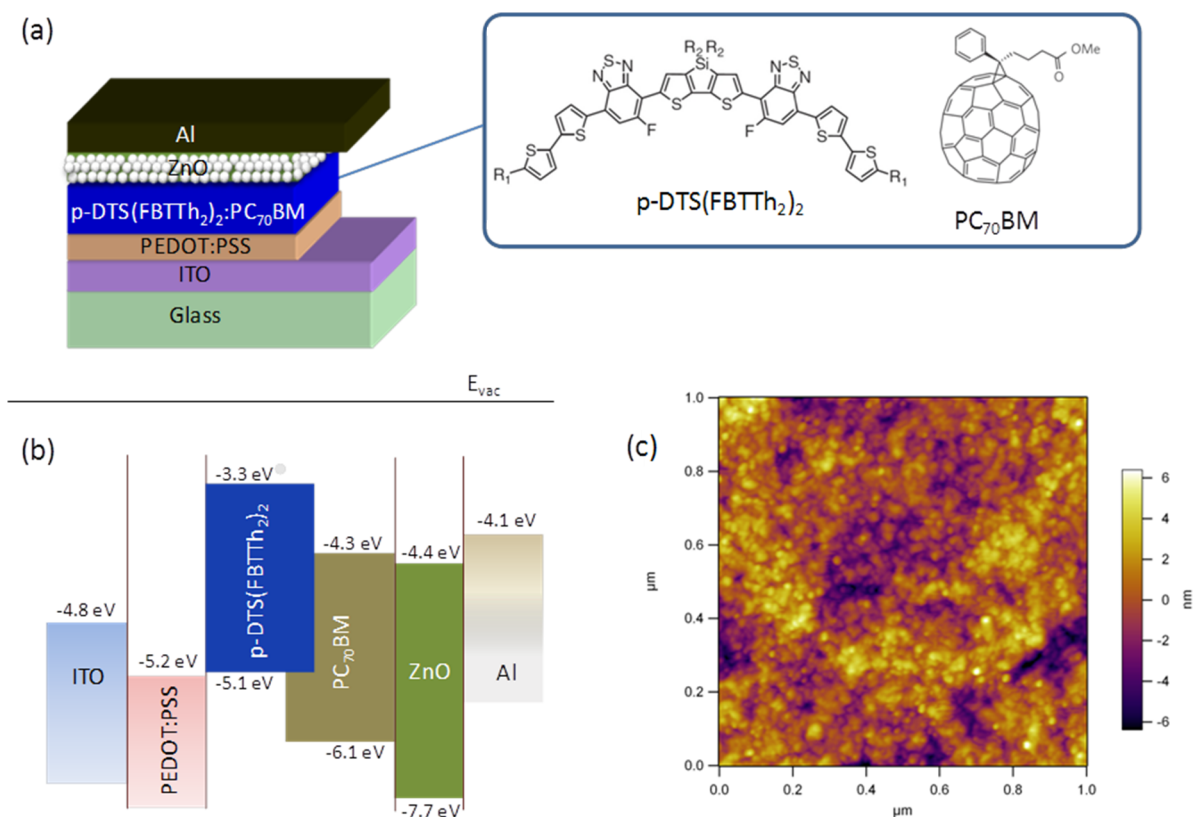 (a)
Al
ZnO
p-DTS(FBTTh₂)₂:PC₇₀BM
PEDOT:PSS
ITO
Glass
R₂ R₂
Si
N S N
N S N
S S
F F
S S
S S
R₁ R₁
p-DTS(FBTTh₂)₂
OMe
O
PC₇₀BM
Eᵥₐ꜀
(b)
-3.3 eV
-4.1 eV
-4.3 eV
-4.4 eV
-4.8 eV
-5.2 eV
-5.1 eV
-6.1 eV
-7.7 eV
ITO
PEDOT:PSS
p-DTS(FBTTh₂)₂
PC₇₀BM
ZnO
Al
(c)
1.0
0.8
0.6
0.4
0.2
0.0
µm
0.0 0.2 0.4 0.6 0.8 1.0
µm
6
4
2
0
-2
-4
-6
nm